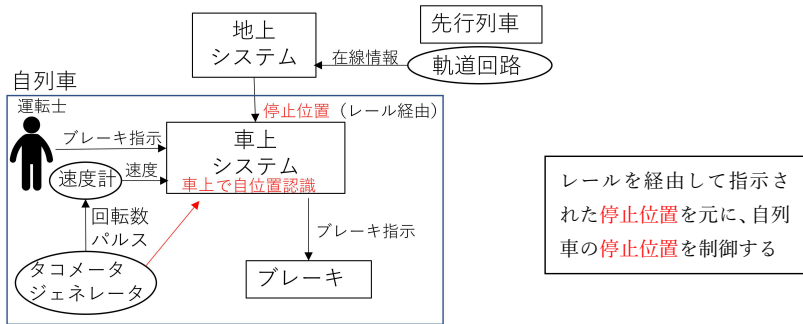 先行列車
地上
システム
在線情報
軌道回路
自列車
運転士
停止位置（レール経由）
ブレーキ指示
車上
システム
車上で自位置認識
速度計
速度
回転数
パルス
ブレーキ指示
タコメータ
ジェネレータ
ブレーキ
レールを経由して指示さ
れた停止位置を元に、自列
車の停止位置を制御する